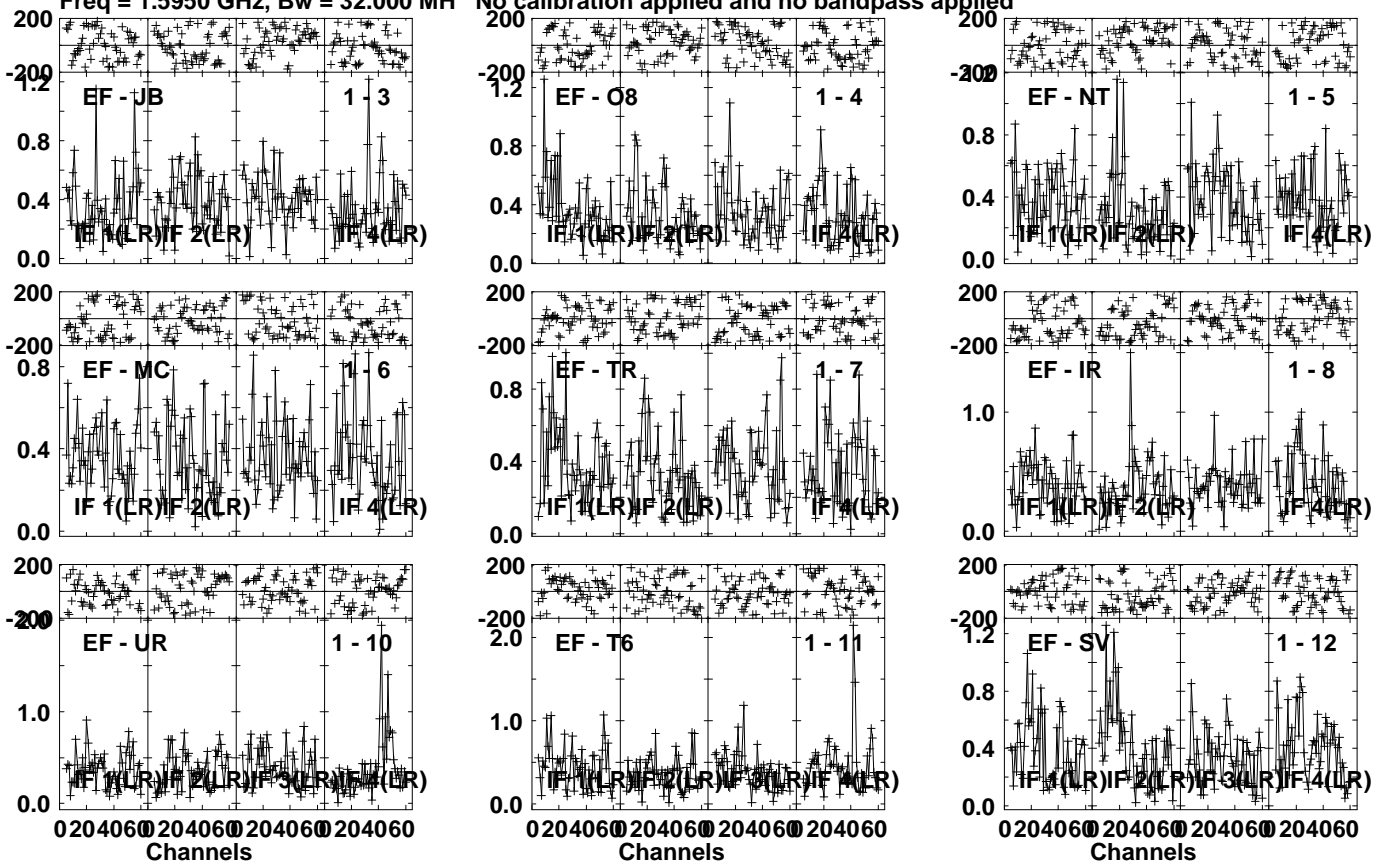 Freq = 1.5950 GHz, Bw = 32.000 MH No calibration applied and no bandpass applied
200 200 200
-200 -200 -200
1.2 EF - JB 1 - 3 1.2 EF - O8 1 - 4 1.2 EF - NT 1 - 5
0.8 0.8 0.8
0.4 0.4 0.4
IF 1(LR) IF 2(LR) IF 4(LR) IF 1(LR) IF 2(LR) IF 4(LR) IF 1(LR) IF 2(LR) IF 4(LR)
0.0 0.0 0.0
200 200 200
-200 -200 -200
0.8 EF - MC 1 - 6 0.8 EF - TR 1 - 7 EF - IR 1 - 8
1.0
0.4 0.4
IF 1(LR) IF 2(LR) IF 4(LR) IF 1(LR) IF 2(LR) IF 4(LR) IF 1(LR) IF 2(LR) IF 4(LR)
0.0 0.0 0.0
200 200 200
-200 -200 -200
2.0 EF - UR 1 - 10 2.0 EF - T6 1 - 11 1.2 EF - SV 1 - 12
0.8
1.0 1.0
0.4
IF 1(LR) IF 2(LR) IF 3(LR) IF 4(LR) IF 1(LR) IF 2(LR) IF 3(LR) IF 4(LR) IF 1(LR) IF 2(LR) IF 3(LR) IF 4(LR)
0.0 0.0 0.0
0 20 40 60 0 20 40 60 0 20 40 60 0 20 40 60 0 20 40 60 0 20 40 60 0 20 40 60 0 20 40 60 0 20 40 60 0 20 40 60 0 20 40 60 0 20 40 60
Channels Channels Channels